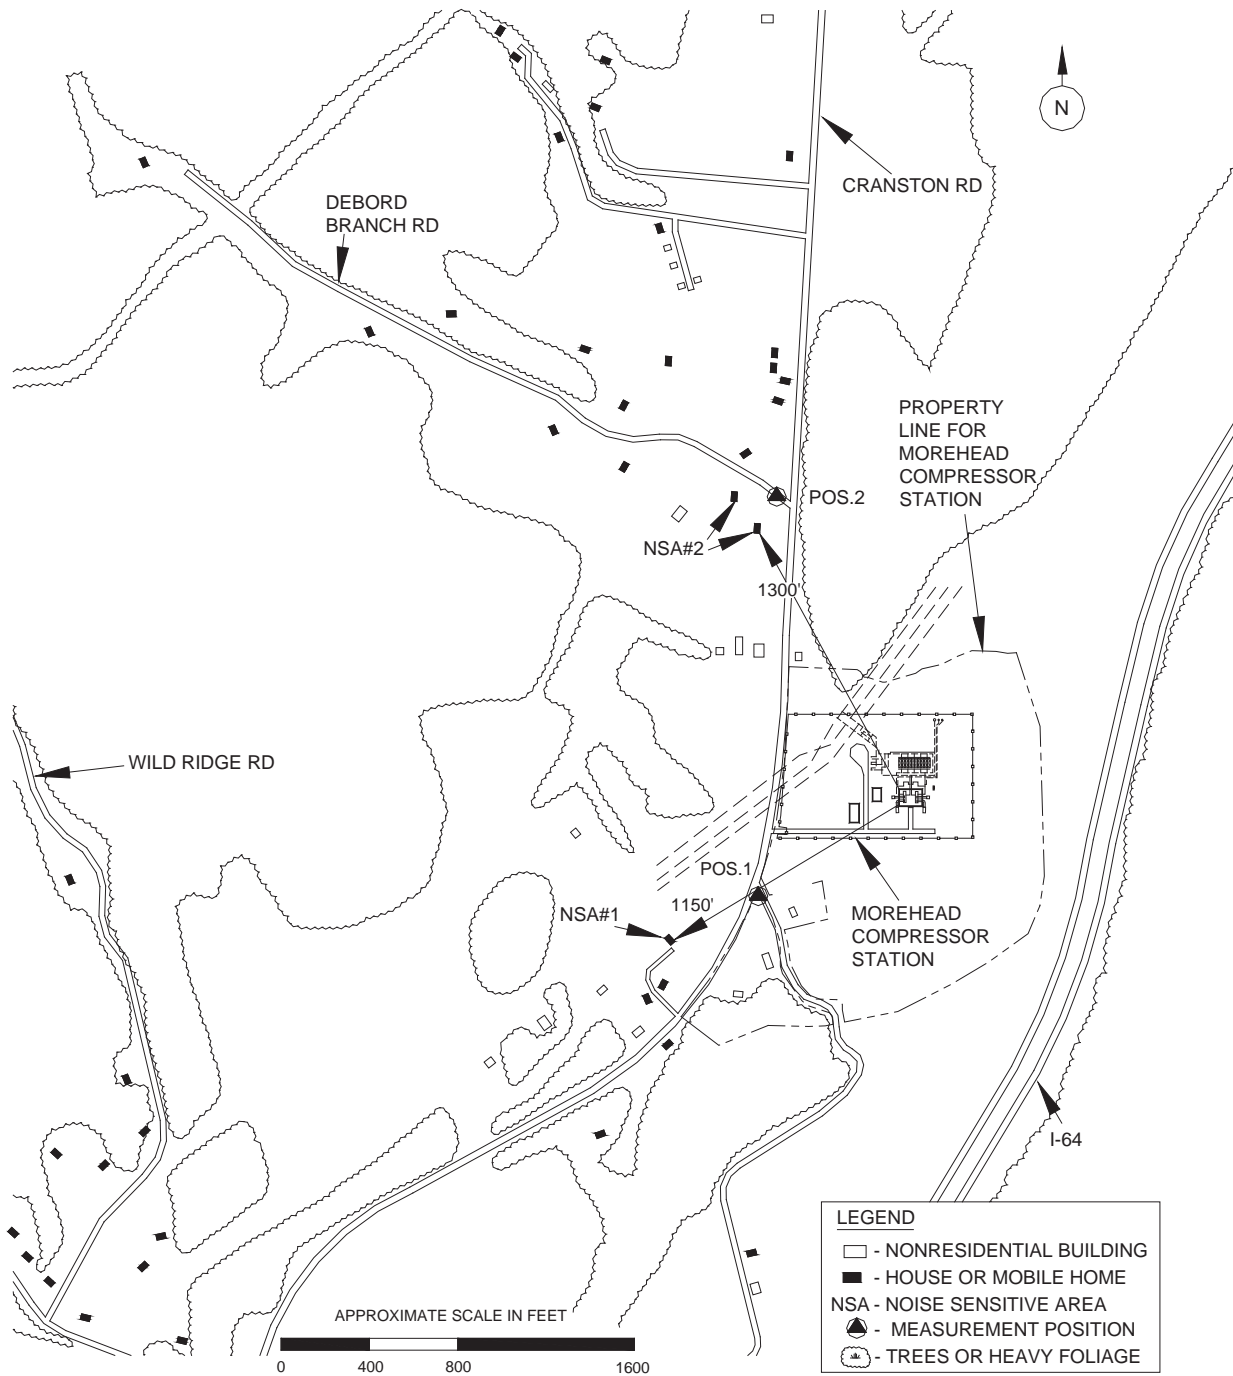 N
CRANSTON RD
DEBORD
BRANCH RD
PROPERTY
LINE FOR
MOREHEAD
COMPRESSOR
STATION
POS.2
NSA#2
1300'
WILD RIDGE RD
POS.1
1150'
NSA#1
MOREHEAD
COMPRESSOR
STATION
I-64
APPROXIMATE SCALE IN FEET
0 400 800 1600
LEGEND
- NONRESIDENTIAL BUILDING
- HOUSE OR MOBILE HOME
NSA - NOISE SENSITIVE AREA
- MEASUREMENT POSITION
- TREES OR HEAVY FOLIAGE